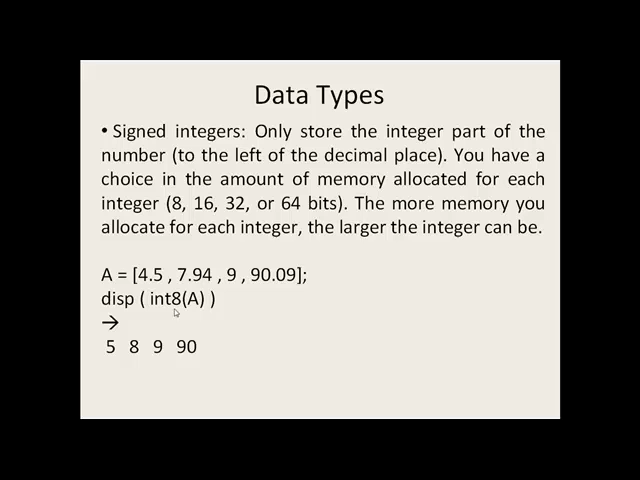 Data Types
• Signed integers: Only store the integer part of the
number (to the left of the decimal place). You have a
choice in the amount of memory allocated for each
integer (8, 16, 32, or 64 bits). The more memory you
allocate for each integer, the larger the integer can be.
A = [4.5 , 7.94 , 9 , 90.09];
disp ( int8(A) )
→
5 8 9 90